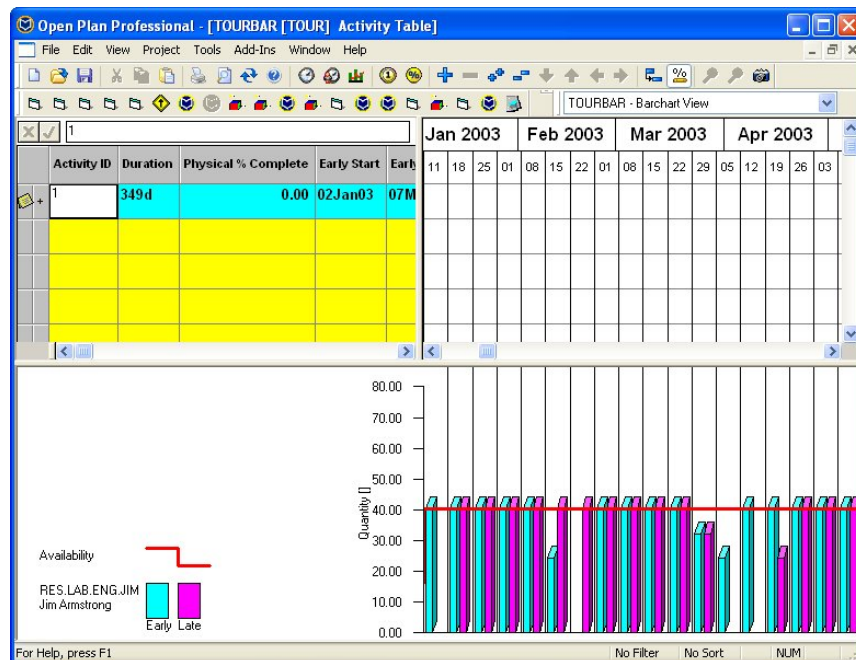 Open Plan Professional - [TOURBAR [TOUR] Activity Table]
File Edit View Project Tools Add-Ins Window Help
TOURBAR - Barchart View
1
Jan 2003 Feb 2003 Mar 2003 Apr 2003
Activity ID Duration Physical % Complete Early Start Early
11 18 25 01 08 15 22 01 08 15 22 29 05 12 19 26 03
1 349d 0.00 02Jan03 07M
80.00
70.00
60.00
50.00
40.00
30.00
20.00
10.00
0.00
Quantity []
Availability
RES.LAB.ENG.JIM
Jim Armstrong
Early Late
For Help, press F1 No Filter No Sort NUM